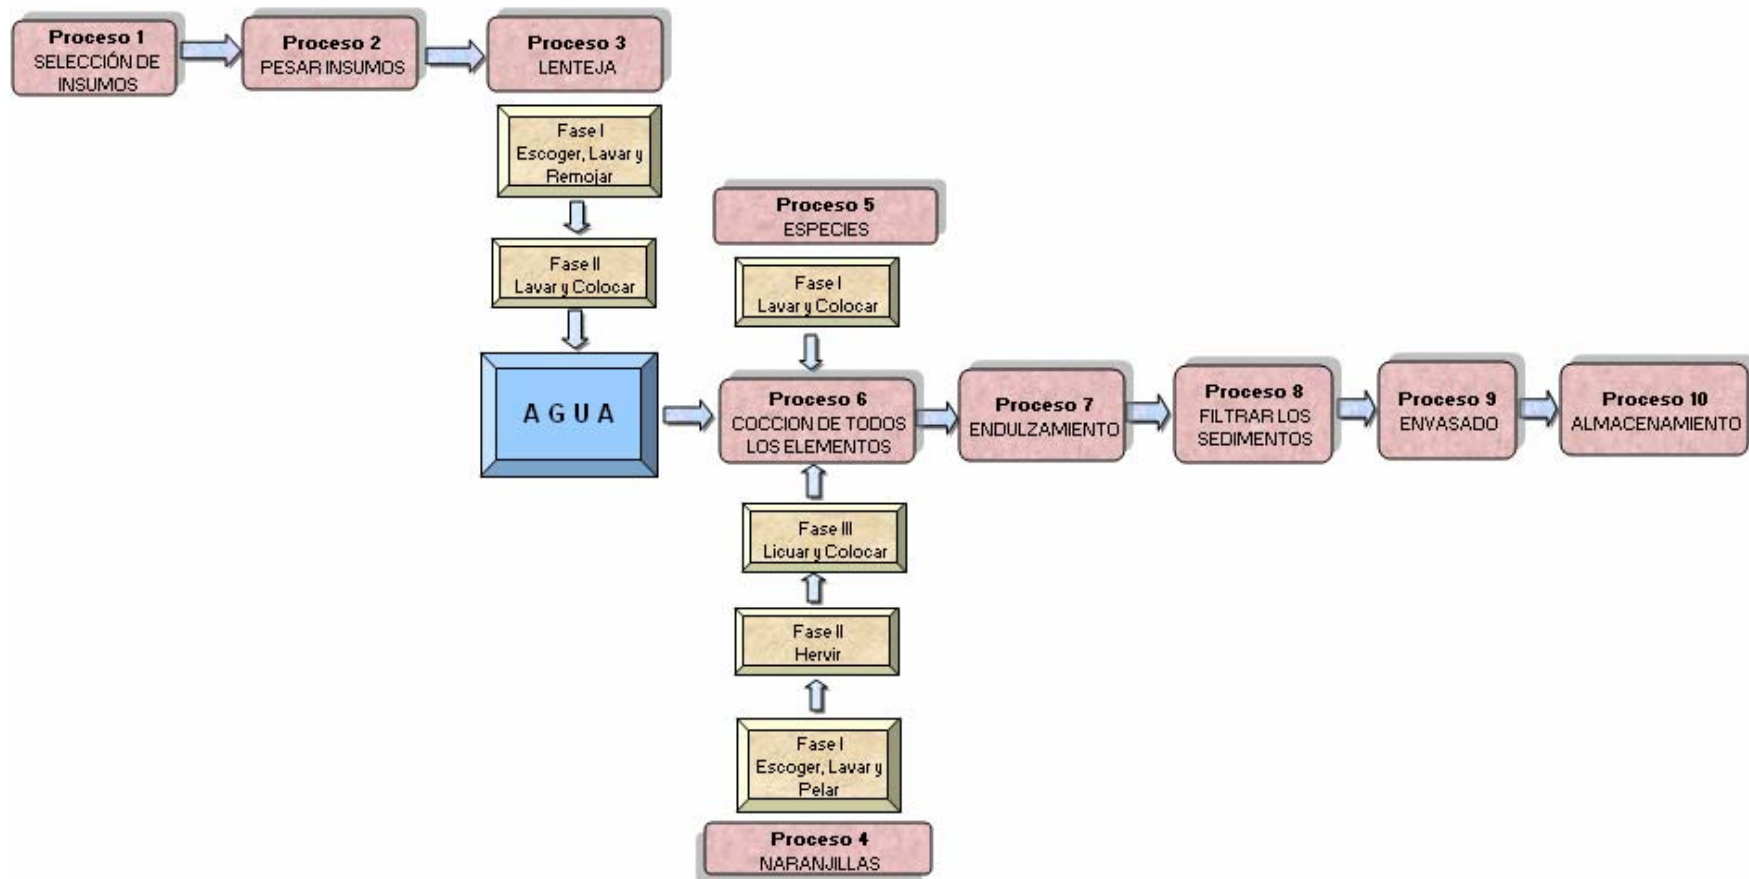 Proceso 1
SELECCIÓN DE
INSUMOS
Proceso 2
PESAR INSUMOS
Proceso 3
LENTEJA
Fase I
Escoger, Lavar y
Remojar
Fase II
Lavar y Colocar
A G U A
Proceso 5
ESPECIES
Fase I
Lavar y Colocar
Proceso 6
COCCION DE TODOS
LOS ELEMENTOS
Fase III
Licuar y Colocar
Fase II
Hervir
Fase I
Escoger, Lavar y
Pelar
Proceso 4
NARANJILLAS
Proceso 7
ENDULZAMIENTO
Proceso 8
FILTRAR LOS
SEDIMENTOS
Proceso 9
ENVASADO
Proceso 10
ALMACENAMIENTO